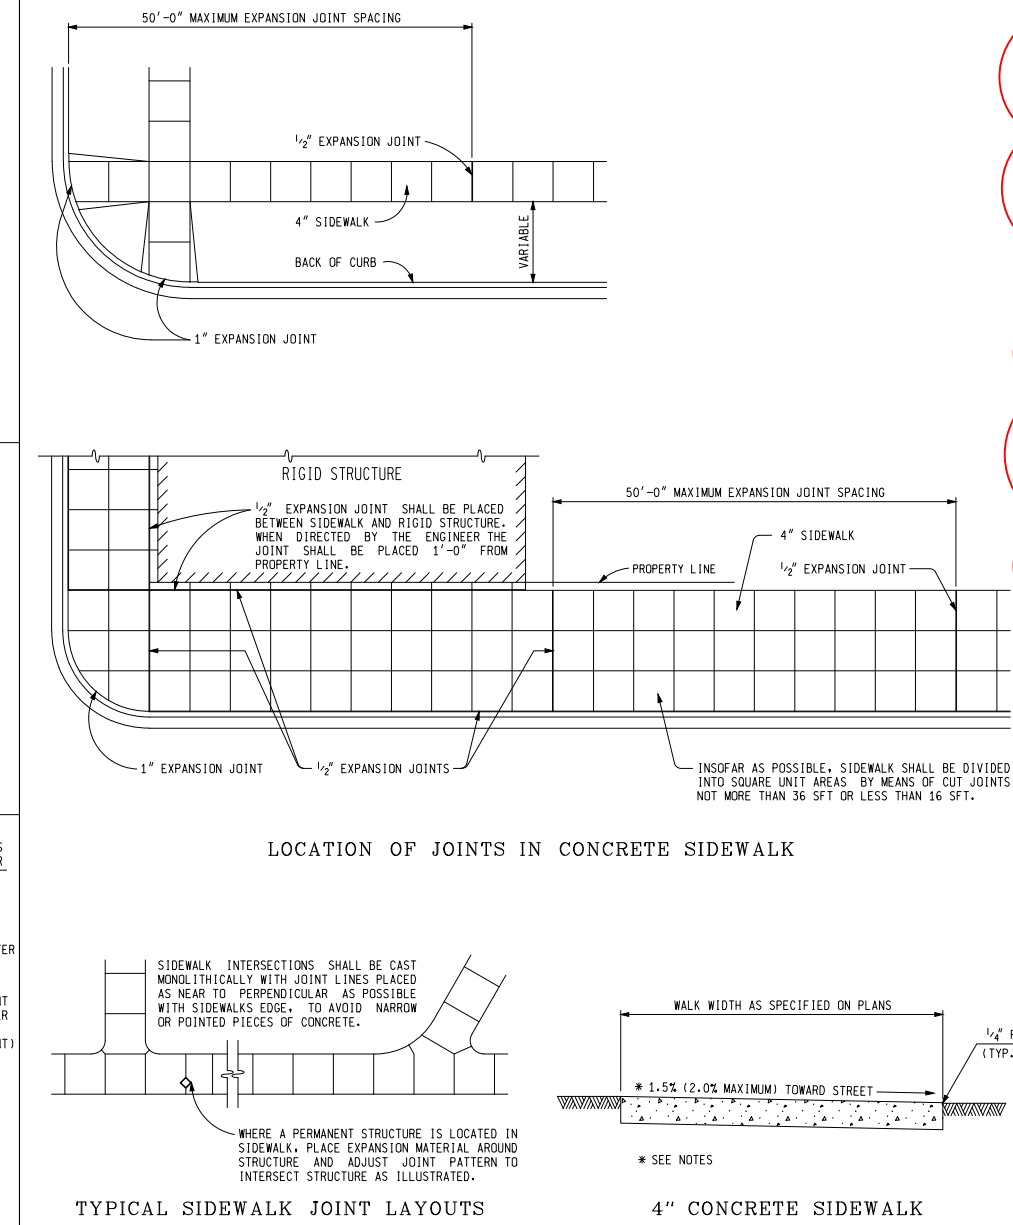 50'-0" MAXIMUM EXPANSION JOINT SPACING
1/2" EXPANSION JOINT
4" SIDEWALK
VARIABLE
BACK OF CURB
1" EXPANSION JOINT
RIGID STRUCTURE
1/2" EXPANSION JOINT SHALL BE PLACED
BETWEEN SIDEWALK AND RIGID STRUCTURE.
WHEN DIRECTED BY THE ENGINEER THE
JOINT SHALL BE PLACED 1'-0" FROM
PROPERTY LINE.
50'-0" MAXIMUM EXPANSION JOINT SPACING
4" SIDEWALK
PROPERTY LINE
1/2" EXPANSION JOINT
1" EXPANSION JOINT
1/2" EXPANSION JOINTS
INSOFAR AS POSSIBLE, SIDEWALK SHALL BE DIVIDED
INTO SQUARE UNIT AREAS BY MEANS OF CUT JOINTS
NOT MORE THAN 36 SFT OR LESS THAN 16 SFT.
LOCATION OF JOINTS IN CONCRETE SIDEWALK
SIDEWALK INTERSECTIONS SHALL BE CAST
MONOLITHICALLY WITH JOINT LINES PLACED
AS NEAR TO PERPENDICULAR AS POSSIBLE
WITH SIDEWALKS EDGE, TO AVOID NARROW
OR POINTED PIECES OF CONCRETE.
WHERE A PERMANENT STRUCTURE IS LOCATED IN
SIDEWALK, PLACE EXPANSION MATERIAL AROUND
STRUCTURE AND ADJUST JOINT PATTERN TO
INTERSECT STRUCTURE AS ILLUSTRATED.
TYPICAL SIDEWALK JOINT LAYOUTS
WALK WIDTH AS SPECIFIED ON PLANS
1/4"
(TYP.
* 1.5% (2.0% MAXIMUM) TOWARD STREET
* SEE NOTES
4" CONCRETE SIDEWALK